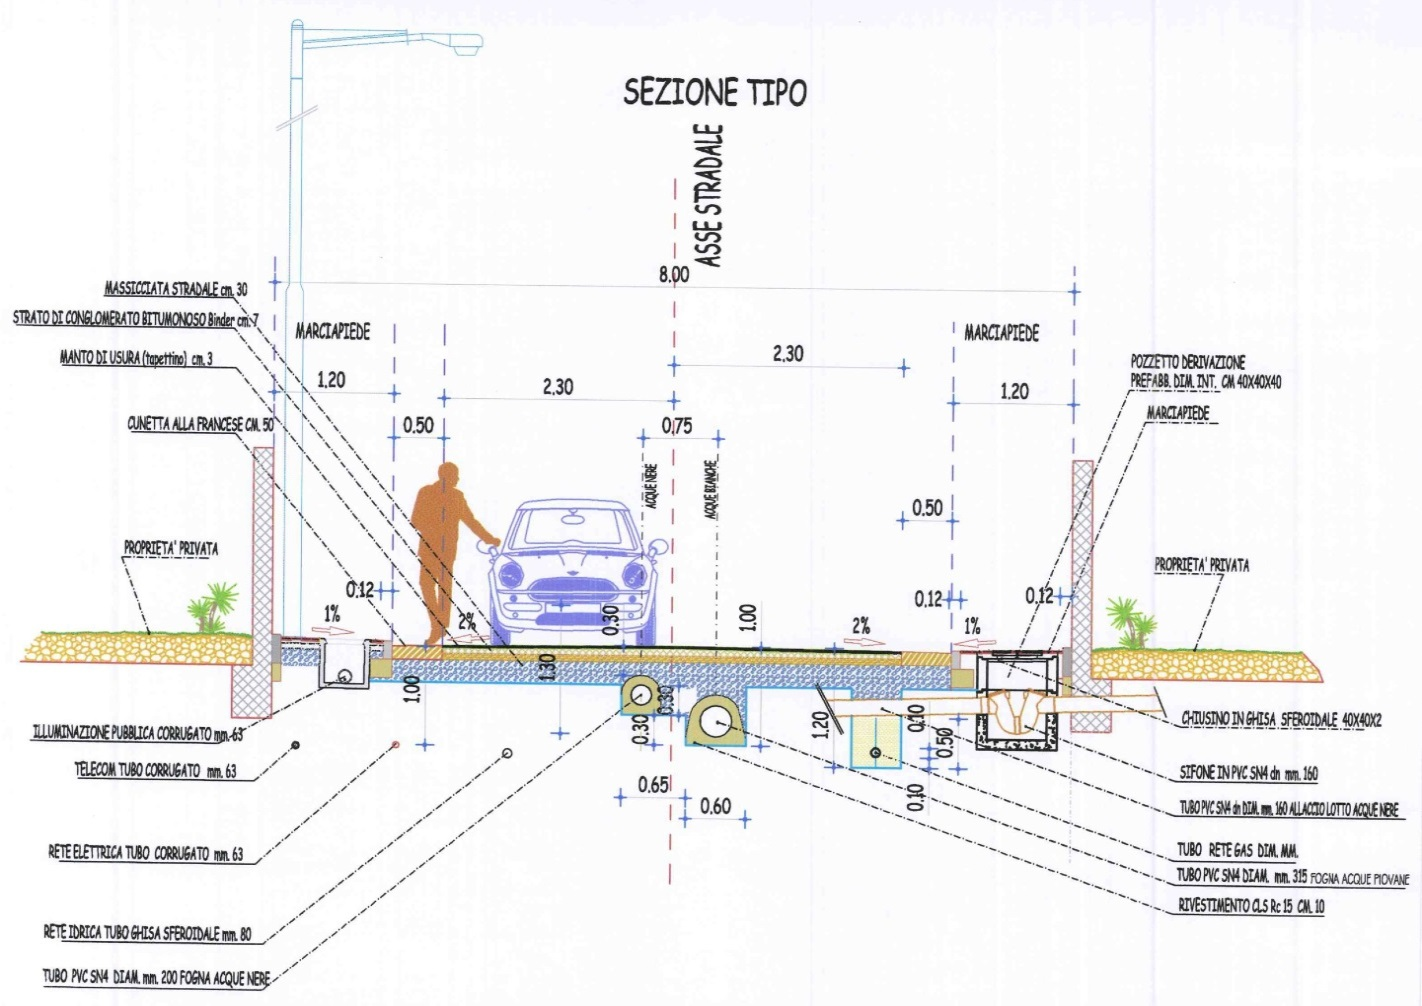 SEZIONE TIPO
ASSE STRADALE
8.00
MASSICCIATA STRADALE cm. 30
STRATO DI CONGLOMERATO BITUMONOSO Binder cm. 7
MANTO DI USURA (tapettino) cm. 3
CUNETTA ALLA FRANCESE CM. 50
MARCIAPIEDE
MARCIAPIEDE
2.30
1.20
2.30
1.20
0.50
0.75
POZZETTO DERIVAZIONE
PREFABB. DIM. INT. CM 40X40X40
MARCIAPIEDE
ACQUE NERE
ACQUE BIANCHE
0.50
PROPRIETA' PRIVATA
PROPRIETA' PRIVATA
0.12
0.12
0.12
1%
2%
0.30
1.00
2%
1%
1.00
1.30
0.30
0.30
1.20
0.10
0.50
0.10
0.65
0.60
ILLUMINAZIONE PUBBLICA CORRUGATO mm. 63
TELECOM TUBO CORRUGATO mm. 63
RETE ELETTRICA TUBO CORRUGATO mm. 63
RETE IDRICA TUBO GHISA SFEROIDALE mm. 80
TUBO PVC SN4 DIAM. mm. 200 FOGNA ACQUE NERE
CHIUSINO IN GHISA SFEROIDALE 40X40X2
SIFONE IN PVC SN4 dn mm. 160
TUBO PVC SN4 dn DIM. mm. 160 ALLACCIO LOTTO ACQUE NERE
TUBO RETE GAS DIM. MM.
TUBO PVC SN4 DIAM. mm. 315 FOGNA ACQUE PIOVANE
RIVESTIMENTO CLS Rc 15 CM. 10